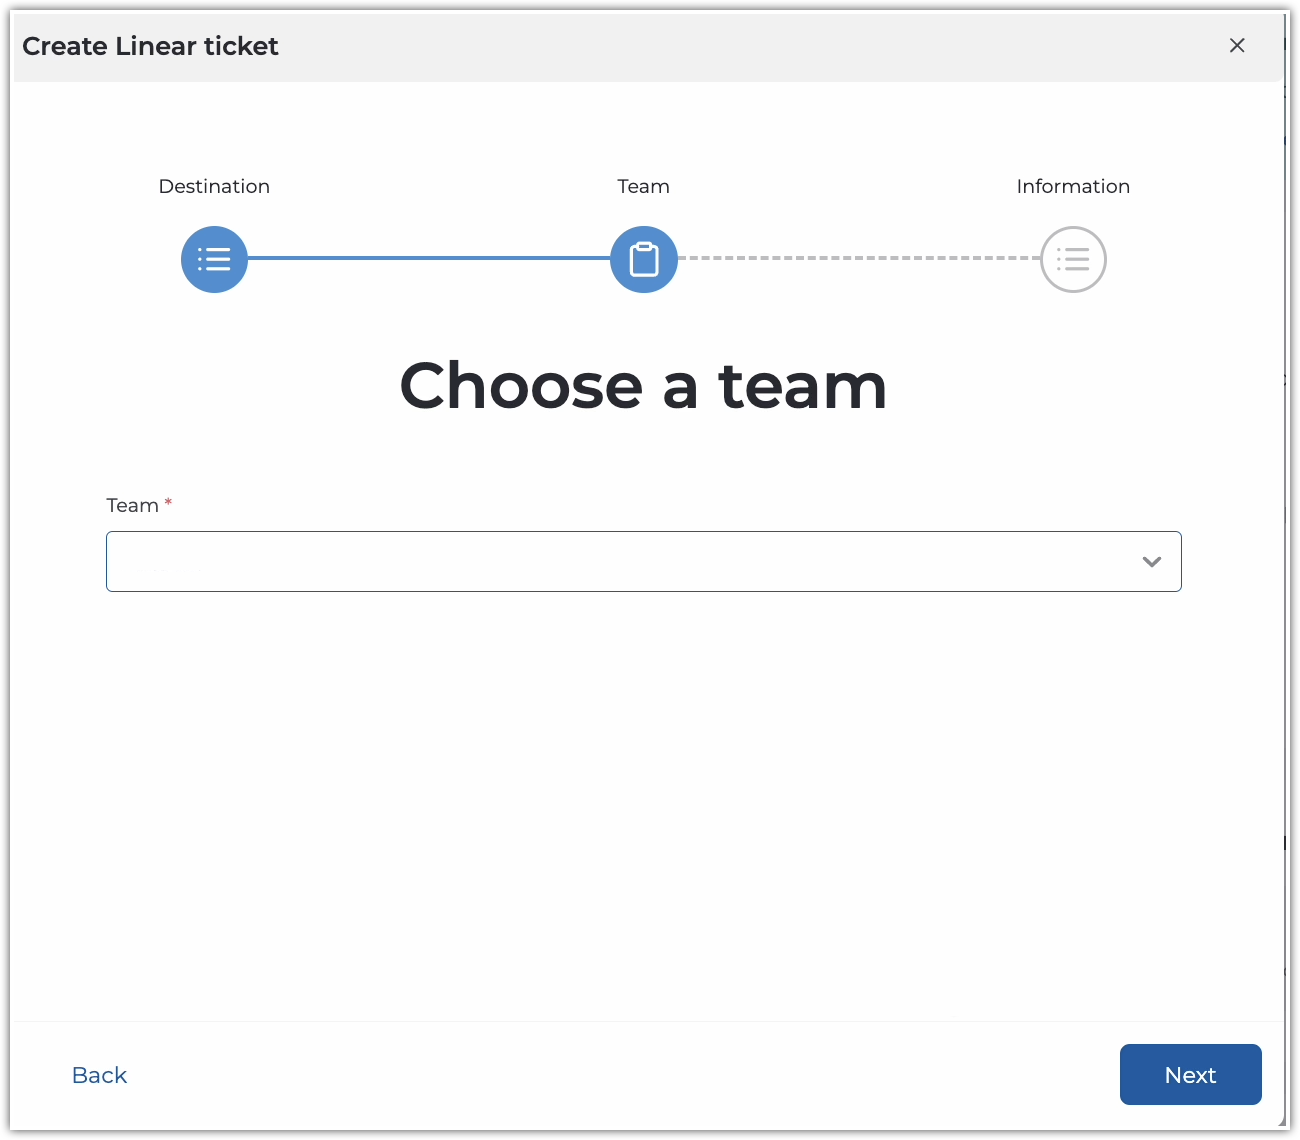 Create Linear ticket
Destination
Team
Information
Choose a team
Team *
Back
Next